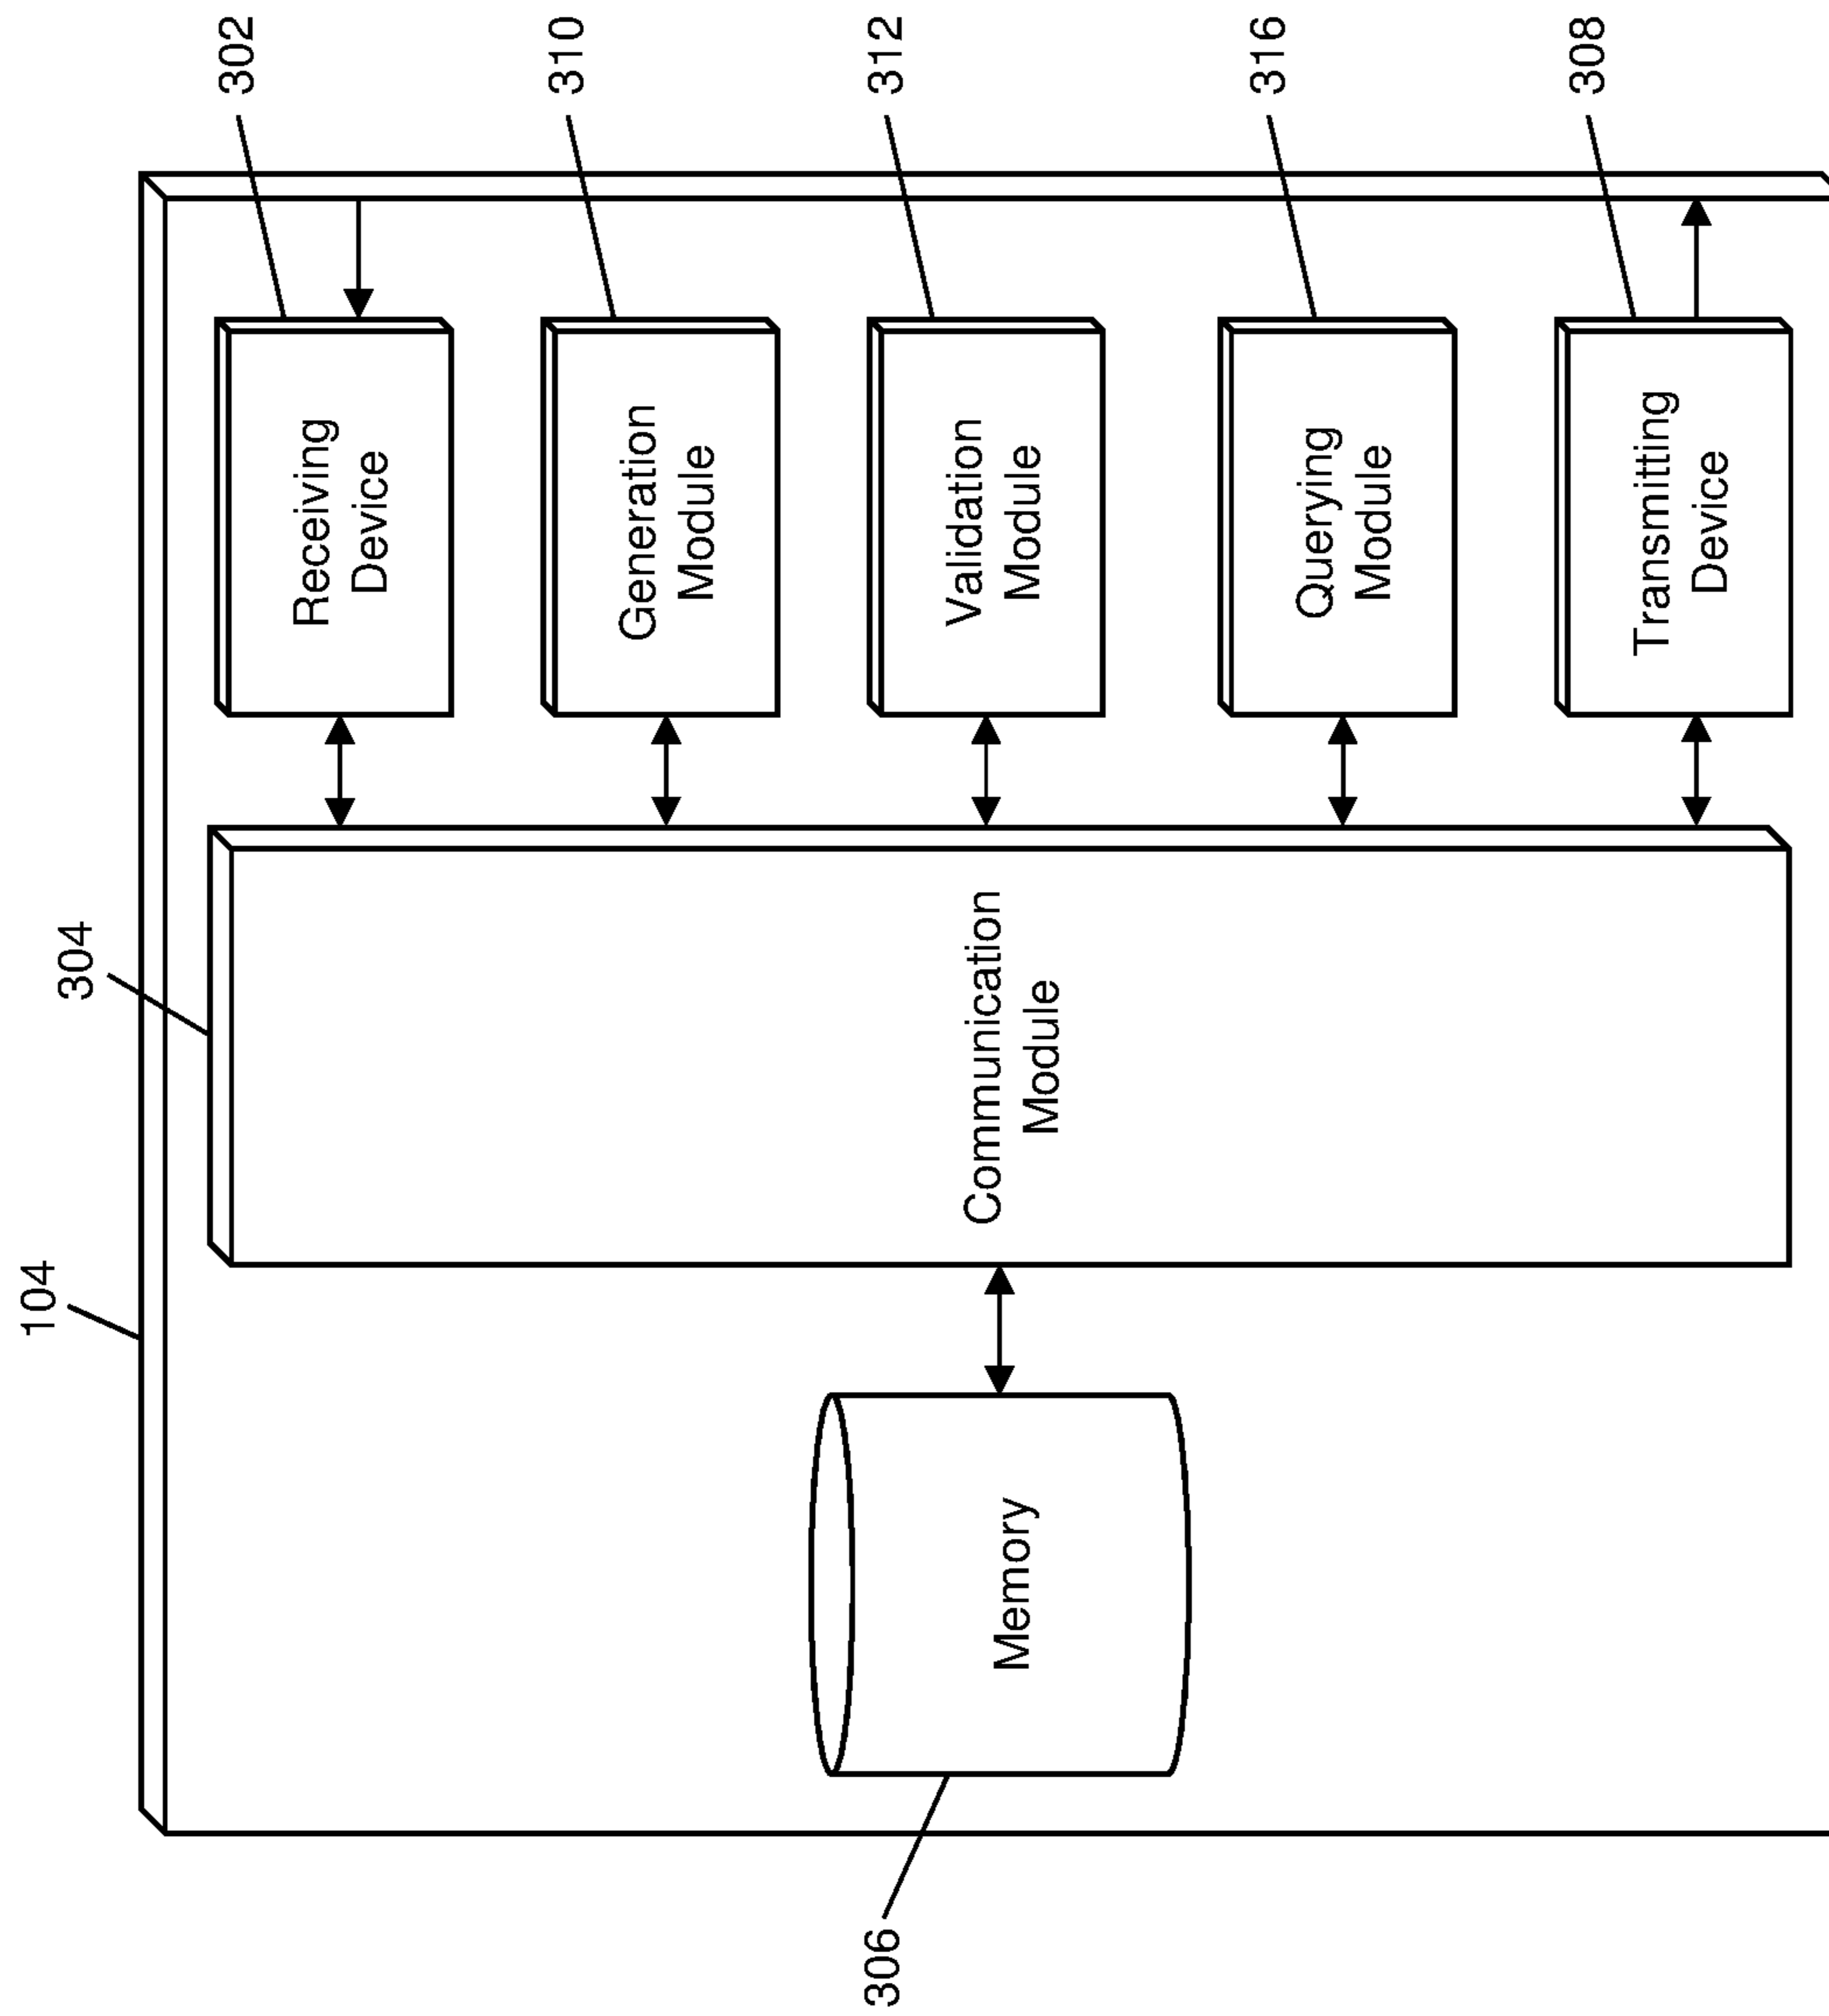 104
304
302
Receiving
Device
310
Generation
Module
312
Validation
Module
316
Querying
Module
308
Transmitting
Device
Communication
Module
Memory
306